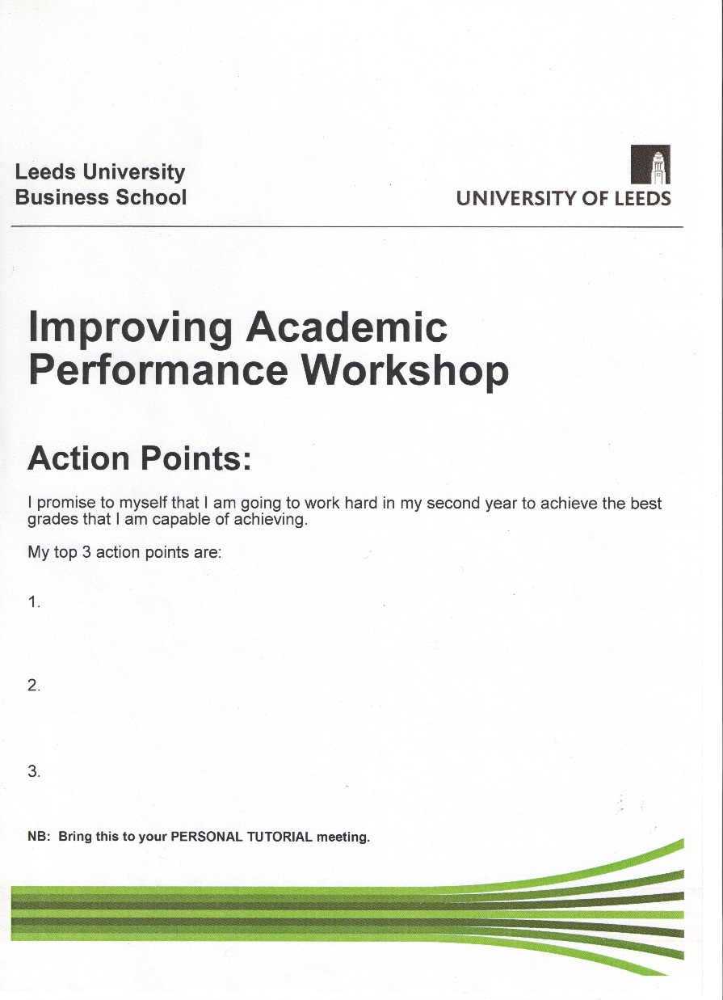 Leeds University
Business School
UNIVERSITY OF LEEDS
Improving Academic
Performance Workshop
Action Points:
I promise to myself that I am going to work hard in my second year to achieve the best
grades that I am capable of achieving.
My top 3 action points are:
1.
2.
3.
NB:  Bring this to your PERSONAL TUTORIAL meeting.